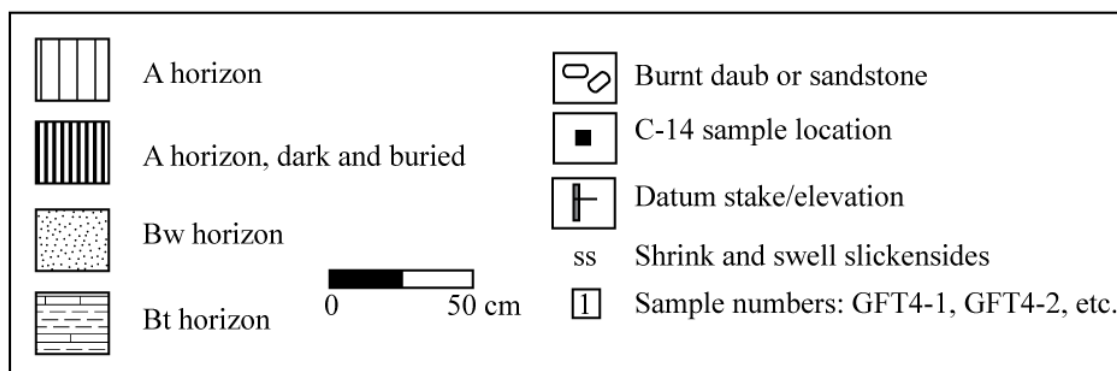 A horizon
A horizon, dark and buried
Bw horizon
Bt horizon
0 50 cm
Burnt daub or sandstone
C-14 sample location
Datum stake/elevation
ss Shrink and swell slickensides
1 Sample numbers: GFT4-1, GFT4-2, etc.